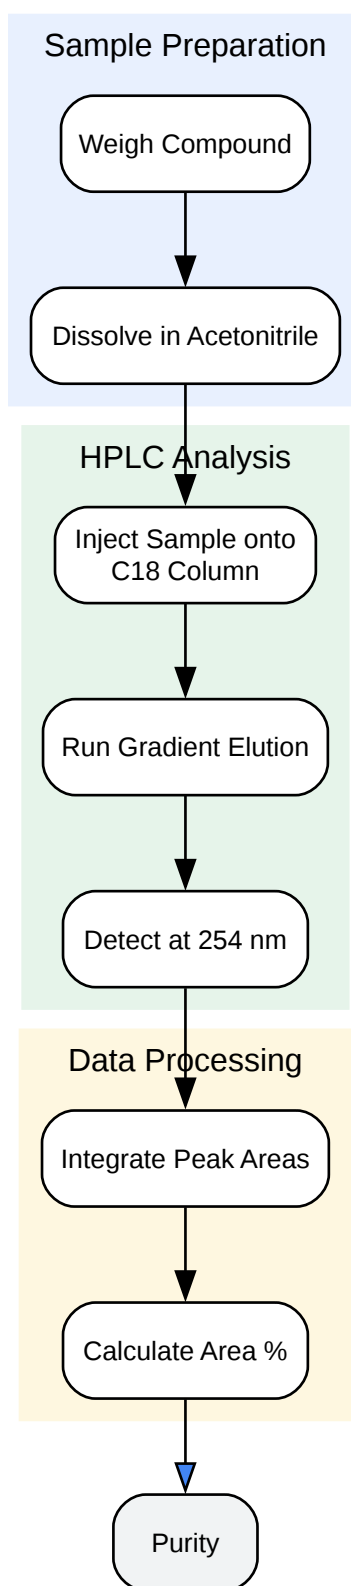 Sample Preparation
Weigh Compound
Dissolve in Acetonitrile
HPLC Analysis
Inject Sample onto
C18 Column
Run Gradient Elution
Detect at 254 nm
Data Processing
Integrate Peak Areas
Calculate Area %
Purity